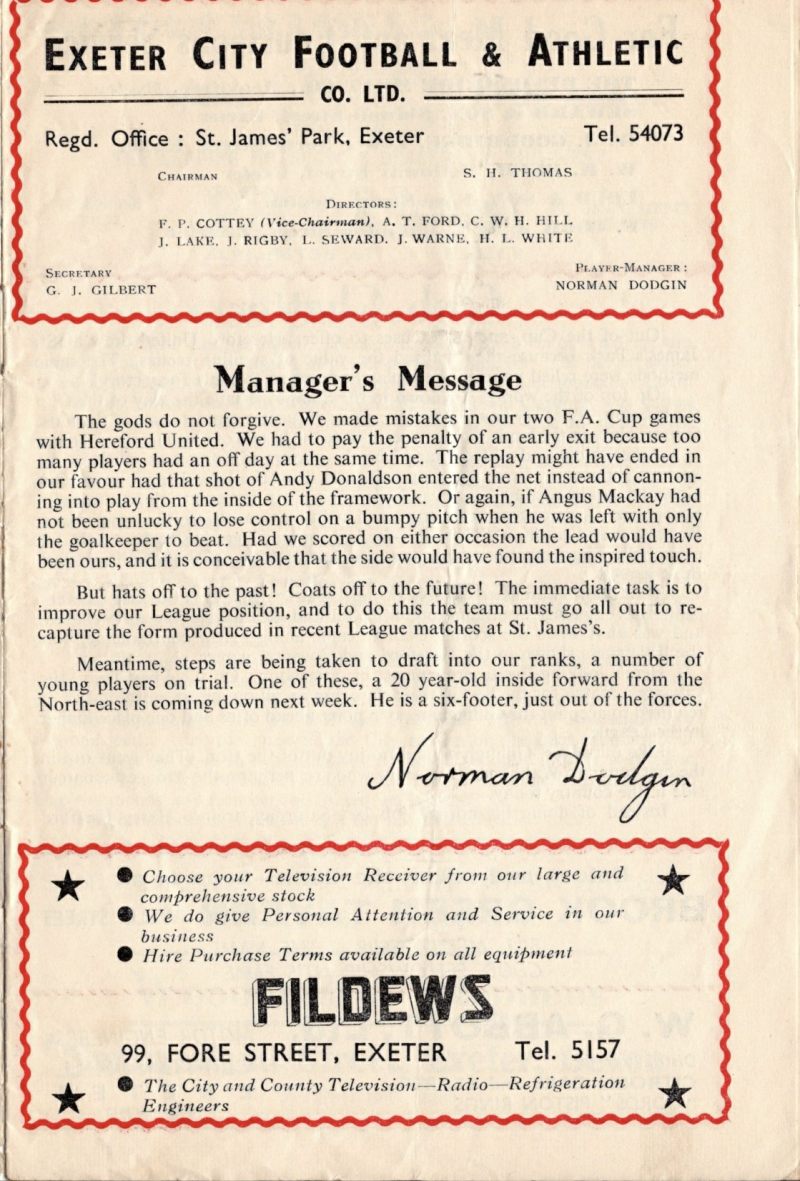 EXETER CITY FOOTBALL & ATHLETIC
CO. LTD.
Regd. Office : St. James' Park, Exeter Tel. 54073
CHAIRMAN S. H. THOMAS
DIRECTORS:
F. P. COTTEY (Vice-Chairman), A. T. FORD, C. W. H. HILL
J. LAKE, J. RIGBY, L. SEWARD, J. WARNE, H. L. WHITE
SECRETARY PLAYER-MANAGER :
G. J. GILBERT NORMAN DODGIN
Manager's Message
The gods do not forgive. We made mistakes in our two F.A. Cup games
with Hereford United. We had to pay the penalty of an early exit because too
many players had an off day at the same time. The replay might have ended in
our favour had that shot of Andy Donaldson entered the net instead of cannon-
ing into play from the inside of the framework. Or again, if Angus Mackay had
not been unlucky to lose control on a bumpy pitch when he was left with only
the goalkeeper to beat. Had we scored on either occasion the lead would have
been ours, and it is conceivable that the side would have found the inspired touch.
But hats off to the past! Coats off to the future! The immediate task is to
improve our League position, and to do this the team must go all out to re-
capture the form produced in recent League matches at St. James's.
Meantime, steps are being taken to draft into our ranks, a number of
young players on trial. One of these, a 20 year-old inside forward from the
North-east is coming down next week. He is a six-footer, just out of the forces.
Norman Dodgin
● Choose your Television Receiver from our large and
comprehensive stock
● We do give Personal Attention and Service in our
business
● Hire Purchase Terms available on all equipment
FILDEWS
99, FORE STREET, EXETER Tel. 5157
● The City and County Television—Radio—Refrigeration
Engineers